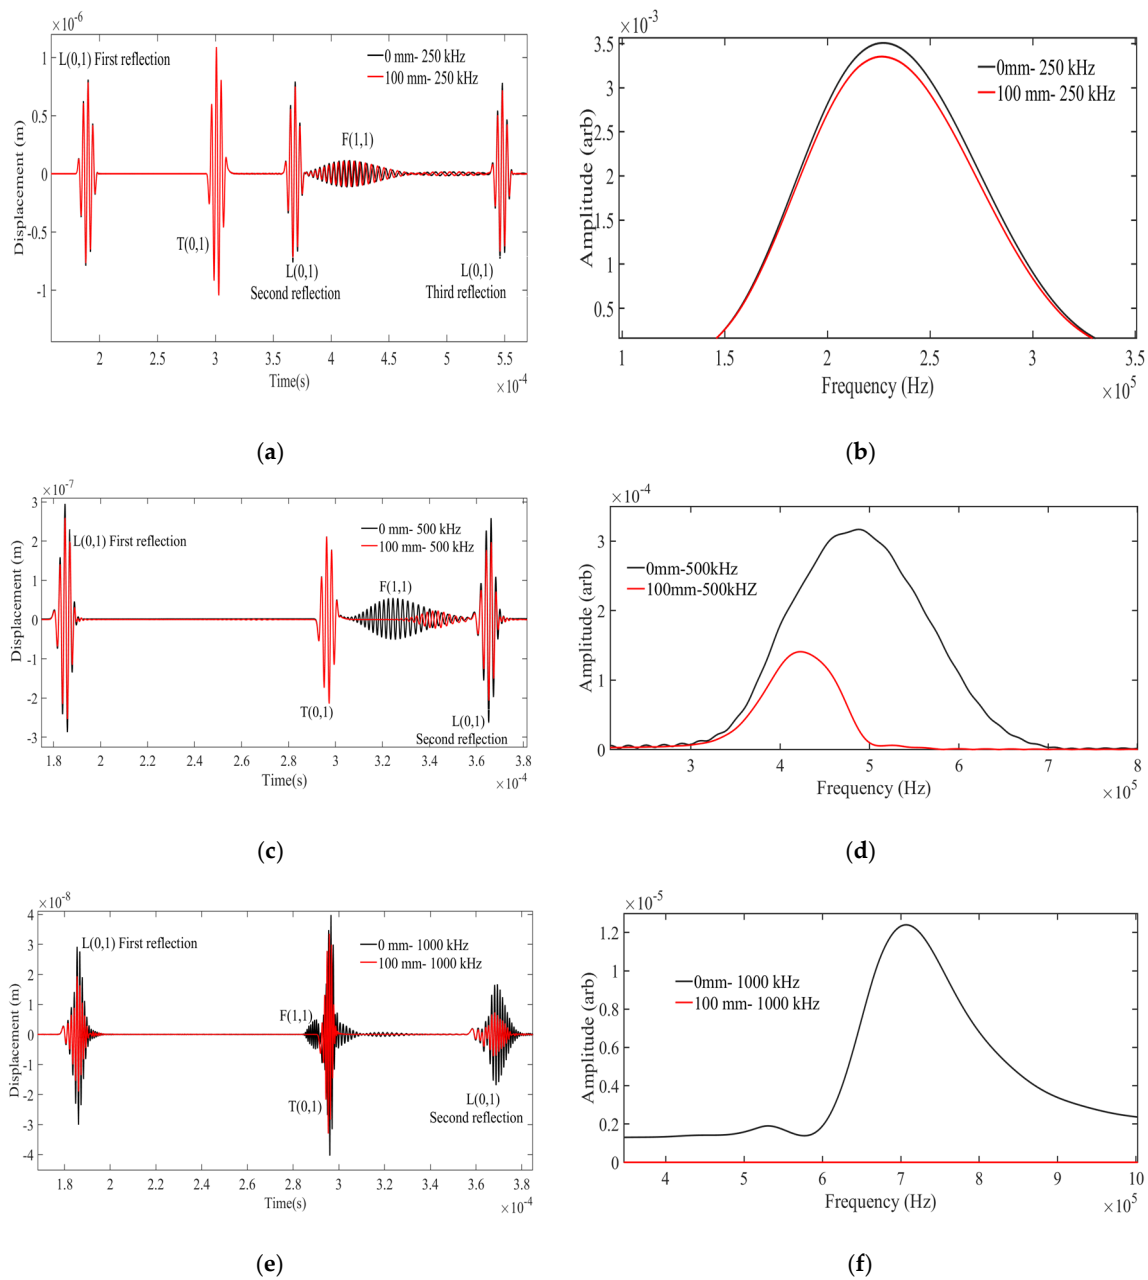 ×10⁻⁶
L(0,1) First reflection
0 mm- 250 kHz
100 mm- 250 kHz
F(1,1)
T(0,1)
L(0,1)
Second reflection
L(0,1)
Third reflection
1
0.5
0
-0.5
-1
Displacement (m)
2 3 3.5 4 4.5 5 5.5
Time(s)
×10⁻⁴
(a)
×10⁻³
0mm- 250 kHz
100 mm- 250 kHz
3.5
3
2.5
2
1.5
1
0.5
Amplitude (arb)
1 1.5 2 2.5 3 3.5
Frequency (Hz)
×10⁵
(b)
×10⁻⁷
L(0,1) First reflection
0 mm- 500 kHz
100 mm- 500 kHz
F(1,1)
T(0,1)
L(0,1)
Second reflection
3
2
1
0
-1
-2
-3
Displacement (m)
1.8 2 2.2 2.4 2.6 2.8 3 3.2 3.4 3.6 3.8
Time(s)
×10⁻⁴
(c)
×10⁻⁴
0mm-500kHz
100mm-500kHZ
3
2
1
0
Amplitude (arb)
3 4 5 6 7 8
Frequency (Hz)
×10⁵
(d)
×10⁻⁸
L(0,1) First reflection
0 mm- 1000 kHz
100 mm- 1000 kHz
F(1,1)
T(0,1)
L(0,1)
Second reflection
4
3
2
1
0
-1
-2
-3
-4
Displacement (m)
1.8 2 2.2 2.4 2.6 2.8 3 3.2 3.4 3.6 3.8
Time(s)
×10⁻⁴
(e)
×10⁻⁵
0mm- 1000 kHz
100 mm- 1000 kHz
1.2
1
0.8
0.6
0.4
0.2
0
Amplitude (arb)
4 5 6 7 8 9 10
Frequency (Hz)
×10⁵
(f)